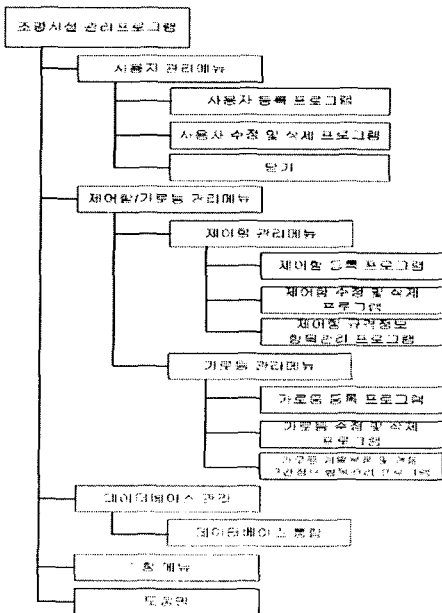 조명시설 관리프로그램
사용자 관리메뉴
사용자 등록 프로그램
사용자 수정 및 삭제 프로그램
닫기
제어함/가로등 관리메뉴
제어함 관리메뉴
제어함 등록 프로그램
제어함 수정 및 삭제
프로그램
제어함 규격정보
항목관리 프로그램
가로등 관리메뉴
가로등 등록 프로그램
가로등 수정 및 삭제
프로그램
가로등
데이터베이스 관리
데이터베이스 통합
메뉴
도움말